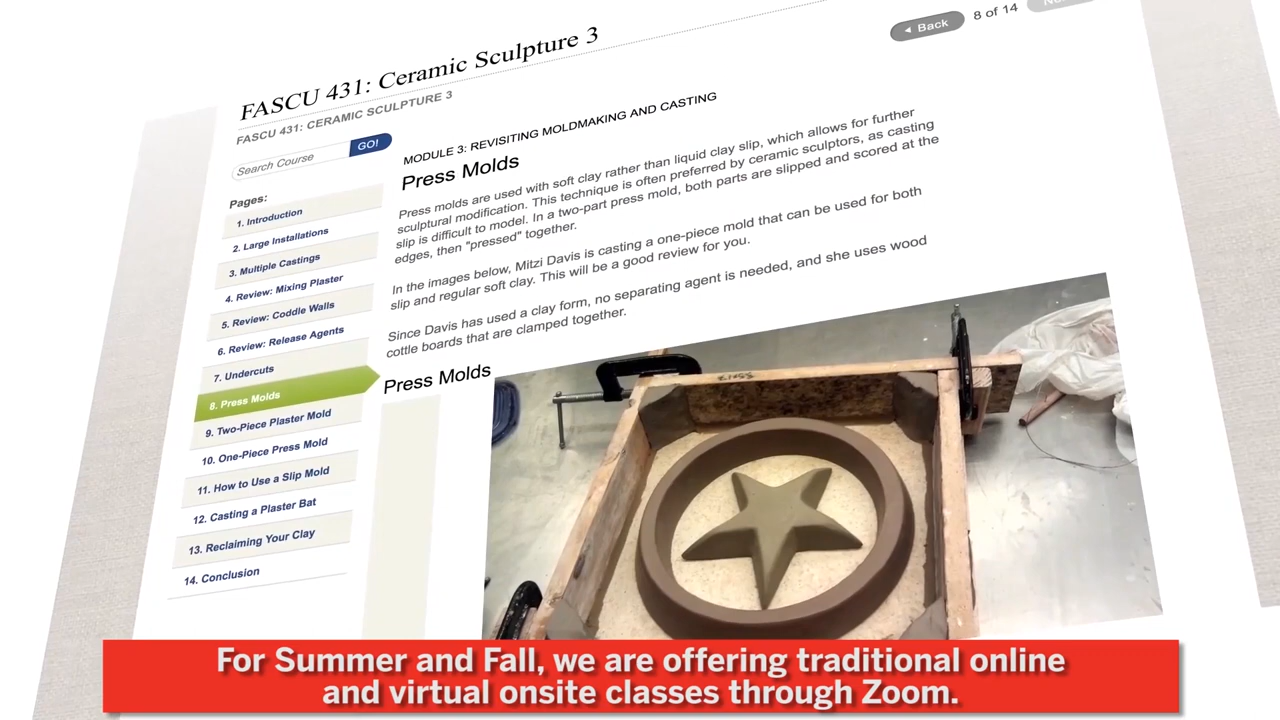 ◄ Back
8 of 14
FASCU 431: Ceramic Sculpture 3
FASCU 431: CERAMIC SCULPTURE 3
Search Course
GO!
Pages:
1. Introduction
2. Large Installations
3. Multiple Castings
4. Review: Mixing Plaster
5. Review: Coddle Walls
6. Review: Release Agents
7. Undercuts
8. Press Molds
9. Two-Piece Plaster Mold
10. One-Piece Press Mold
11. How to Use a Slip Mold
12. Casting a Plaster Bat
13. Reclaiming Your Clay
14. Conclusion
MODULE 3: REVISITING MOLDMAKING AND CASTING
Press Molds
Press molds are used with soft clay rather than liquid clay slip, which allows for further
sculptural modification. This technique is often preferred by ceramic sculptors, as casting
slip is difficult to model. In a two-part press mold, both parts are slipped and scored at the
edges, then "pressed" together.
In the images below, Mitzi Davis is casting a one-piece mold that can be used for both
slip and regular soft clay. This will be a good review for you.
Since Davis has used a clay form, no separating agent is needed, and she uses wood
cottle boards that are clamped together.
Press Molds
For Summer and Fall, we are offering traditional online
and virtual onsite classes through Zoom.